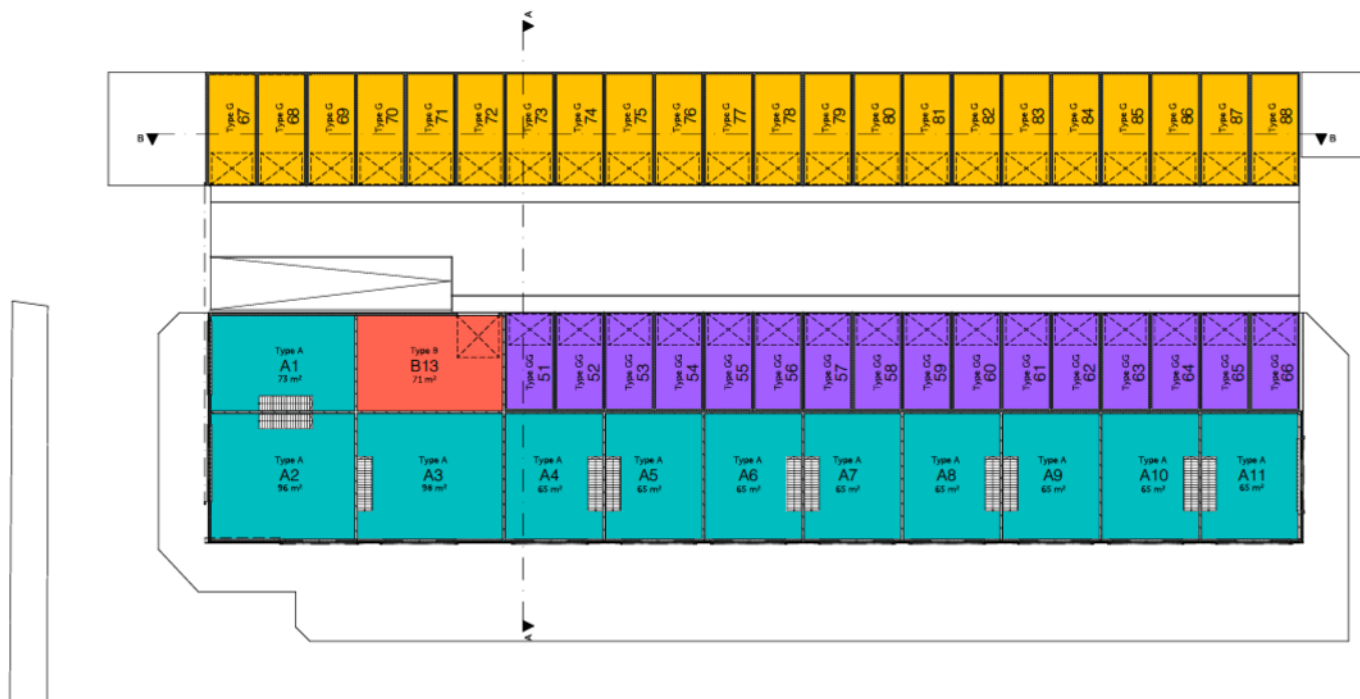 A
Type G
67
Type G
68
Type G
69
Type G
70
Type G
71
Type G
72
Type G
73
Type G
74
Type G
75
Type G
76
Type G
77
Type G
78
Type G
79
Type G
80
Type G
81
Type G
82
Type G
83
Type G
84
Type G
85
Type G
86
Type G
87
Type G
88
B
B
Type A
A1
73 m²
Type B
B13
71 m²
Type GG
51
Type GG
52
Type GG
53
Type GG
54
Type GG
55
Type GG
56
Type GG
57
Type GG
58
Type GG
59
Type GG
60
Type GG
61
Type GG
62
Type GG
63
Type GG
64
Type GG
65
Type GG
66
Type A
A2
96 m²
Type A
A3
98 m²
Type A
A4
65 m²
Type A
A5
65 m²
Type A
A6
65 m²
Type A
A7
65 m²
Type A
A8
65 m²
Type A
A9
65 m²
Type A
A10
65 m²
Type A
A11
65 m²
A